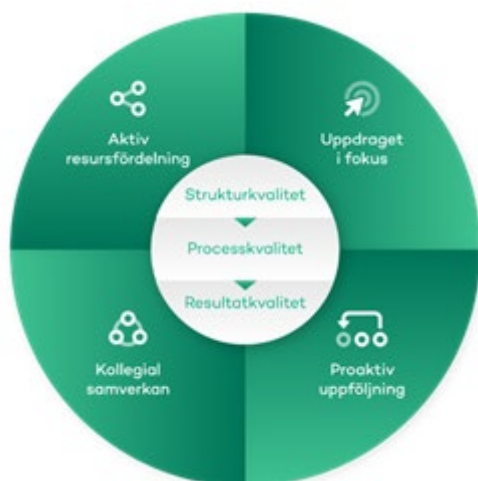 Aktiv
resursfördelning
Uppdraget
i fokus
Strukturkvalitet
Processkvalitet
Resultatkvalitet
Kollegial
samverkan
Proaktiv
uppföljning